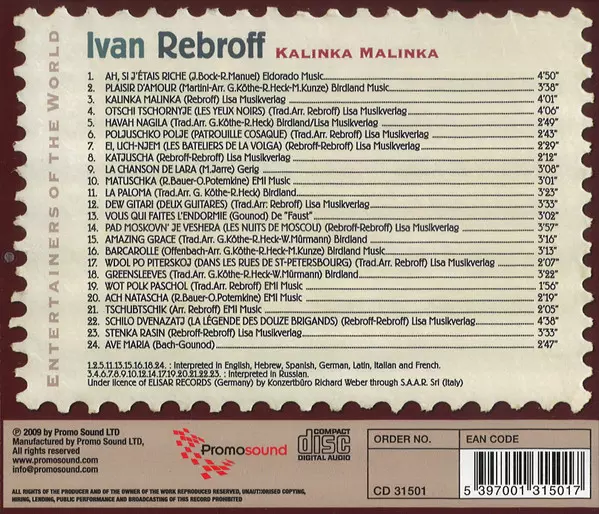 Entertainers of the World
Ivan Rebroff Kalinka Malinka
1. AH, SI J'ÉTAIS RICHE (J.Bock-R.Manuel) Eldorado Music 4'50"
2. PLAISIR D'AMOUR (Martini-Arr. G.Köthe-R.Heck-M.Kunze) Birdland Music 3'38"
3. KALINKA MALINKA (Rebroff) Lisa Musikverlag 4'01"
4. OTSCHI TSCHORNYJE (LES YEUX NOIRS) (Trad.Arr. Rebroff) Lisa Musikverlag 4'06"
5. HAVAH NAGILA (Trad.Arr. G.Köthe-R.Heck) Birdland/Lisa Musikverlag 2'49"
6. POLJUSCHKO POLJE (PATROUILLE COSAQUE) (Trad.Arr. Rebroff) Lisa Musikverlag 2'43"
7. EI, UCH-NJEM (LES BATELIERS DE LA VOLGA) (Rebroff-Rebroff) Lisa Musikverlag 2'29"
8. KATJUSCHA (Rebroff-Rebroff) Lisa Musikverlag 2'12"
9. LA CHANSON DE LARA (M.Jarre) Gerig 3'08"
10. MATUSCHKA (R.Bauer-O.Potemkine) EMI Music 3'01"
11. LA PALOMA (Trad.Arr. G. Köthe-R.Heck) Birdland 3'23"
12. DEW GITARI (DEUX GUITARES) (Trad.Arr. Rebroff) Lisa Musikverlag 3'33"
13. VOUS QUI FAITES L'ENDORMIE (Gounod) De "Faust" 3'02"
14. PAD MOSKOVN' JE VESHERA (LES NUITS DE MOSCOU) (Rebroff-Rebroff) Lisa Musikverlag 3'57"
15. AMAZING GRACE (Trad.Arr. G.Köthe-R.Heck-W.Mürmann) Birdland 3'16"
16. BARCAROLLE (Offenbach-Arr. G.Köthe-R.Heck-M.Kunze) Birdland Music 3'13"
17. WDOL PO PITERSKOJ (DANS LES RUES DE ST-PETERSBOURG) (Trad.Arr. Rebroff) Lisa Musikverlag 2'07"
18. GREENSLEEVES (Trad.Arr. G.Köthe-R.Heck-W.Mürmann) Birdland 3'22"
19. WOT POLK PASCHOL (Trad.Arr. Rebroff) EMI Music 1'56"
20. ACH NATASCHA (R.Bauer-O.Potemkine) EMI Music 2'19"
21. TSCHUBTSCHIK (Arr. Rebroff) EMI Music 2'05"
22. SCHILO DVENAZATJ (LA LÉGENDE DES DOUZE BRIGANDS) (Rebroff-Rebroff) Lisa Musikverlag 4'38"
23. STENKA RASIN (Rebroff-Rebroff) Lisa Musikverlag 3'33"
24. AVE MARIA (Bach-Gounod) 2'47"
1.2.5.11.13.15.16.18.24. : Interpreted in English, Hebrew, Spanish, German, Latin, Italian and French.
3.4.6.7.8.9.10.12.14.17.19.20.21.22.23. : Interpreted in Russian.
Under licence of ELISAR RECORDS (Germany) by Konzertbüro Richard Weber through S.A.A.R. Srl (Italy)
℗ 2009 by Promo Sound LTD
Manufactured by Promo Sound LTD,
All rights reserved
www.promosound.com
Promosound
COMPACT
disc
DIGITAL AUDIO
ORDER NO.
CD 31501
EAN CODE
5 397001 315017
ALL RIGHTS OF THE PRODUCER AND OF THE OWNER OF THE WORK REPRODUCED RESERVED, UNAUTHORISED COPYING,
HIRING, LENDING, PUBLIC PERFORMANCE AND BROADCASTING OF THIS RECORD PROHIBITED